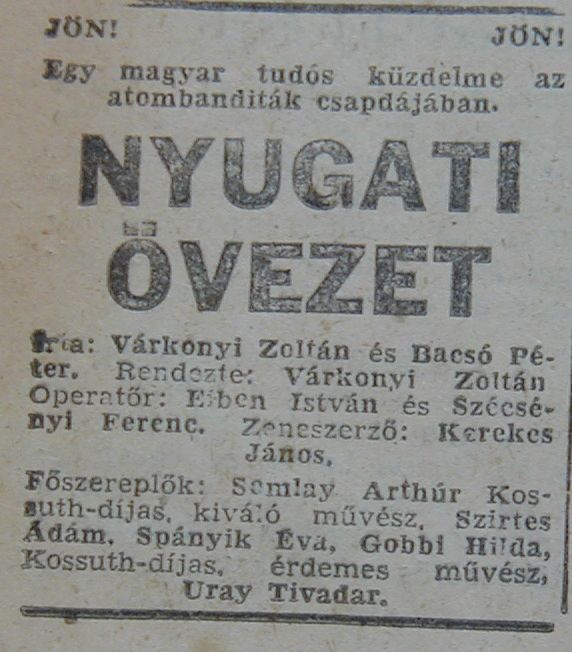 JÖN! JÖN!
Egy magyar tudós küzdelme az
atombanditák csapdájában.
NYUGATI
ÖVEZET
Írta: Várkonyi Zoltán és Bacsó Pé-
ter. Rendezte: Várkonyi Zoltán
Operatőr: Eiben István és Szécsé-
nyi Ferenc. Zeneszerző: Kerekes
János.
Főszereplők: Somlay Arthúr Kos-
suth-díjas, kiváló művész, Szirtes
Ádám, Spányik Éva, Gobbi Hilda,
Kossuth-díjas, érdemes művész,
Uray Tivadar.